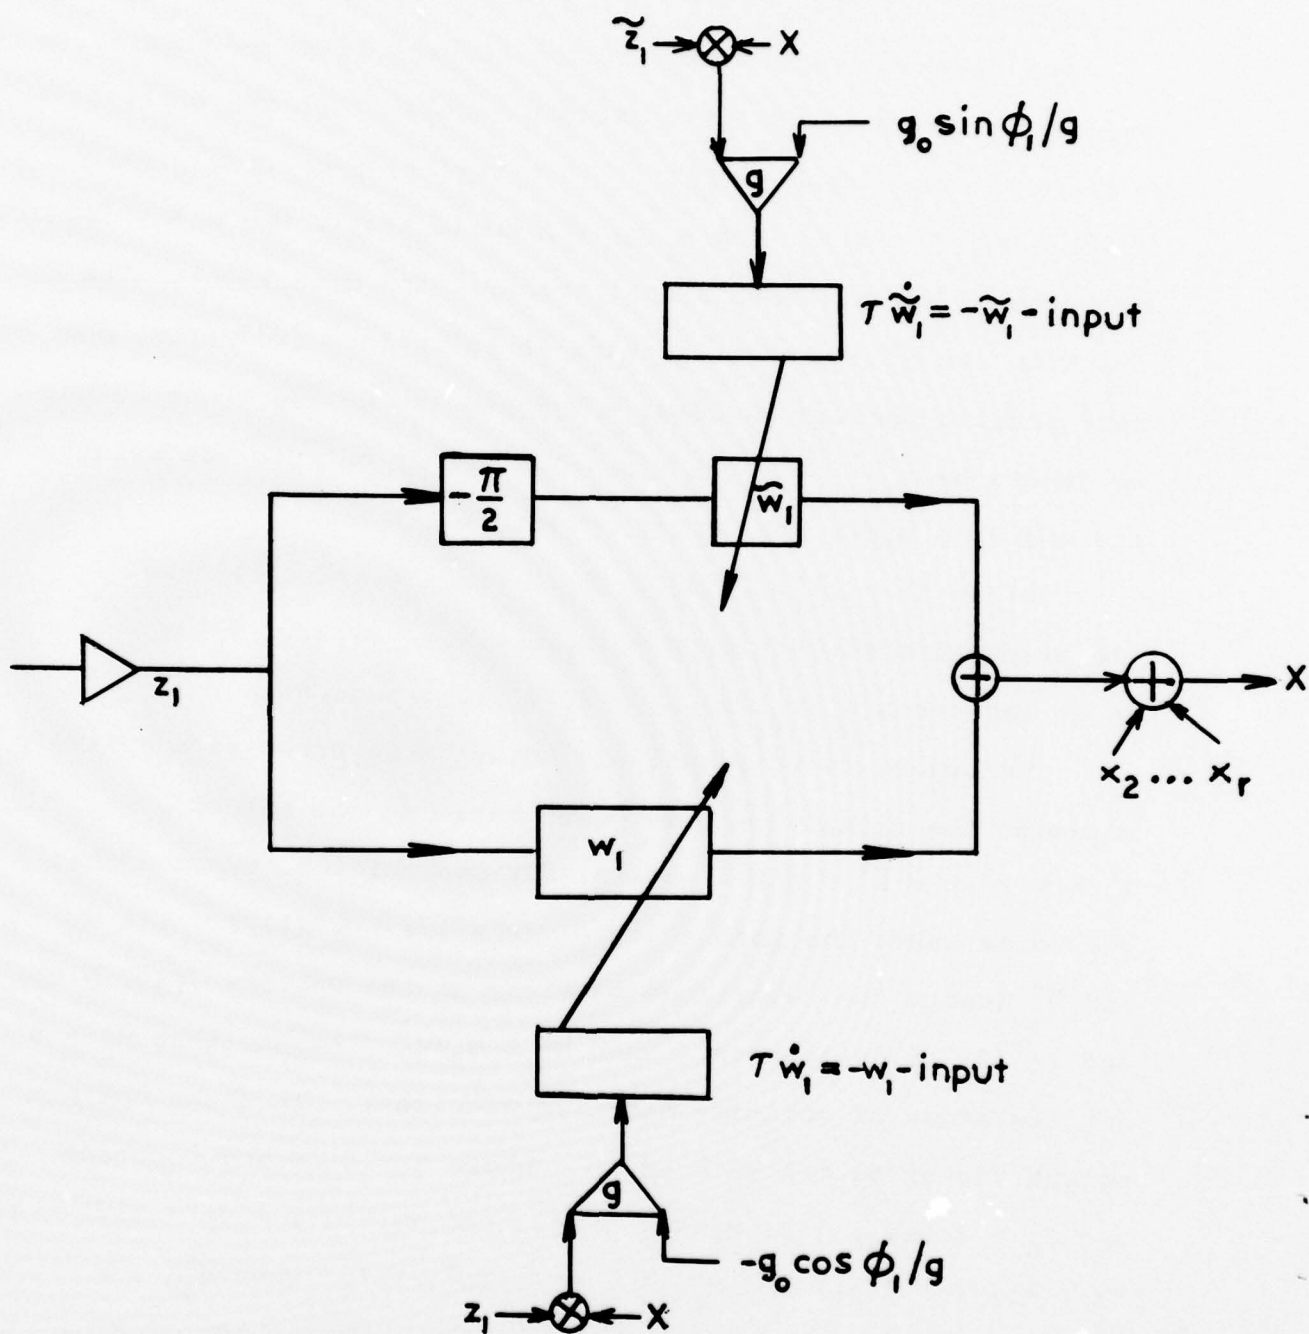 z̃₁ X
g₀ sin ϕ₁/g
g
τ ẇ̃₁ = -w̃₁ - input
-π/2
w̃₁
z₁
X
x₂ ... xᵣ
w₁
τ ẇ₁ = -w₁ - input
g
-g₀ cos ϕ₁/g
z₁ X